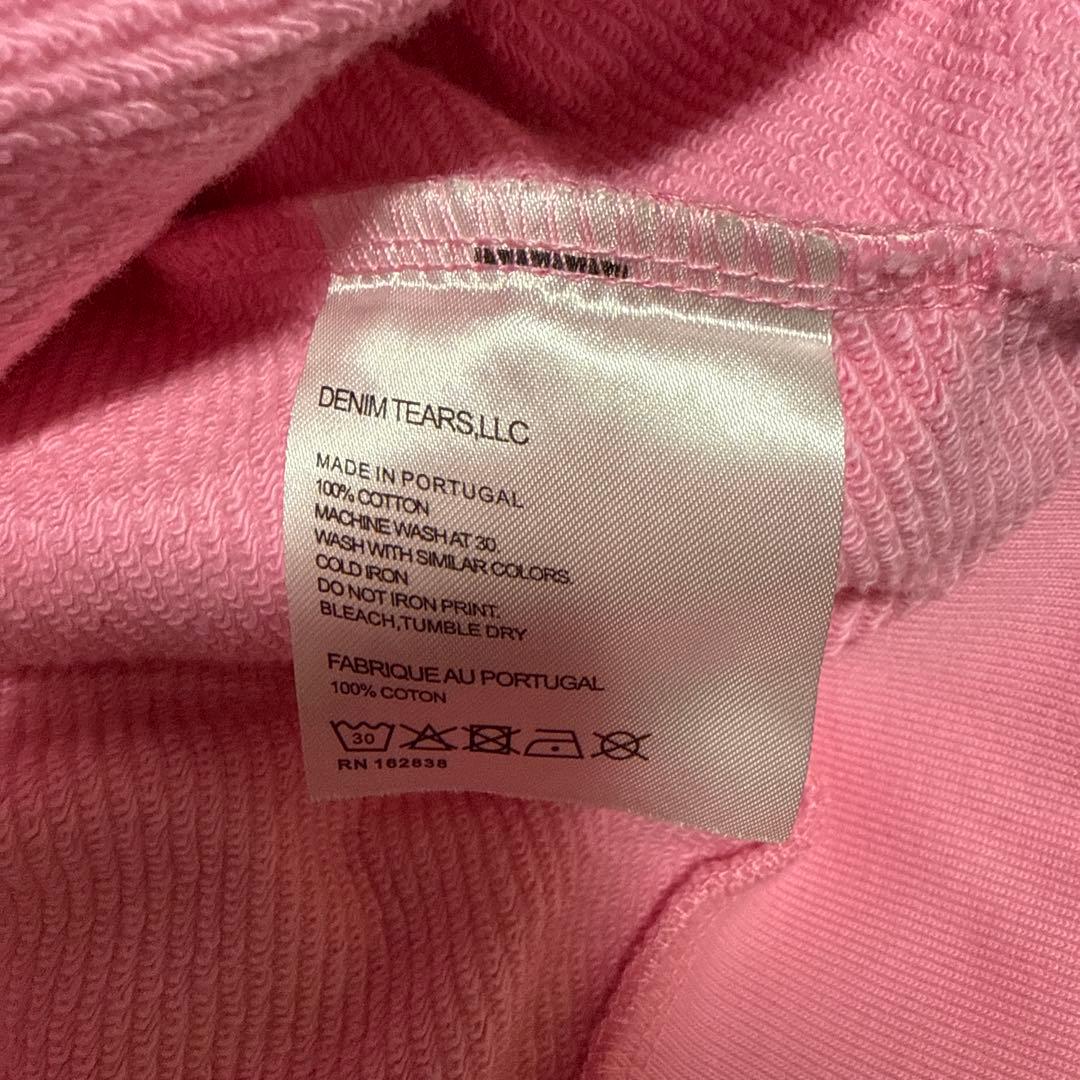 DENIM TEARS,LLC
MADE IN PORTUGAL
100% COTTON
MACHINE WASH AT 30.
WASH WITH SIMILAR COLORS.
COLD IRON
DO NOT IRON PRINT.
BLEACH,TUMBLE DRY
FABRIQUE AU PORTUGAL
100% COTON
30
RN 162838